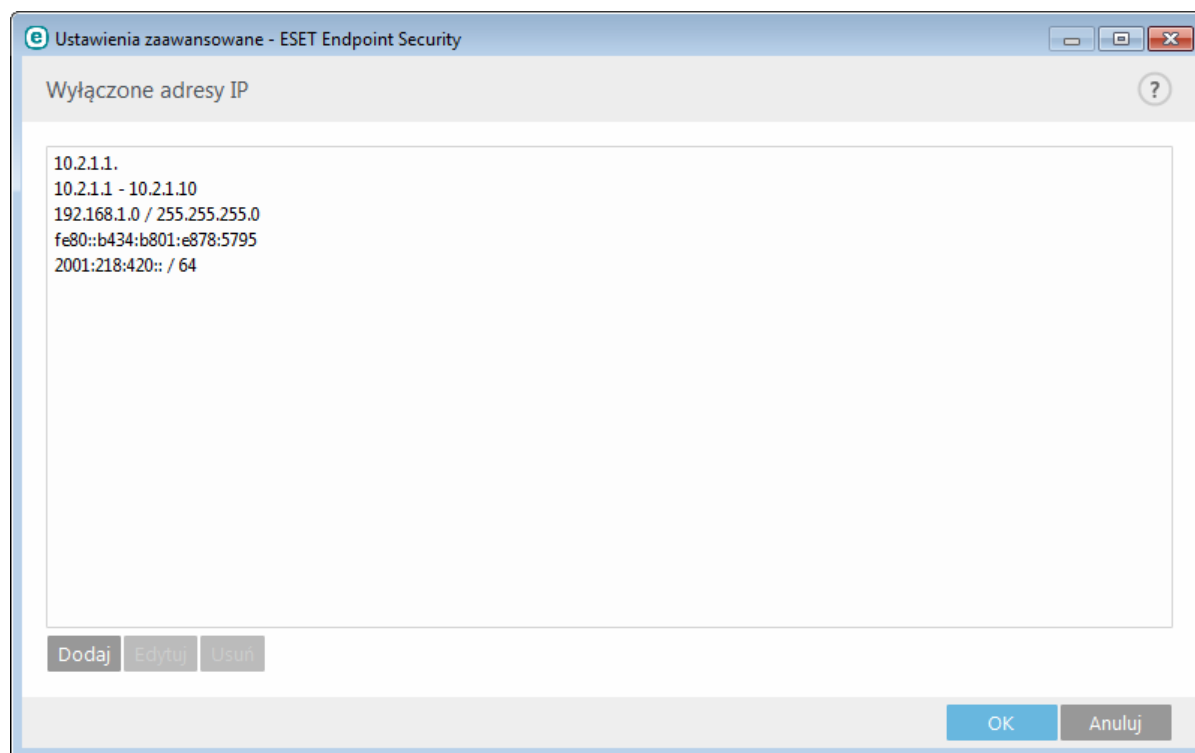 e Ustawienia zaawansowane - ESET Endpoint Security
Wyłączone adresy IP
?
10.2.1.1.
10.2.1.1 - 10.2.1.10
192.168.1.0 / 255.255.255.0
fe80::b434:b801:e878:5795
2001:218:420:: / 64
Dodaj Edytuj Usuń
OK Anuluj